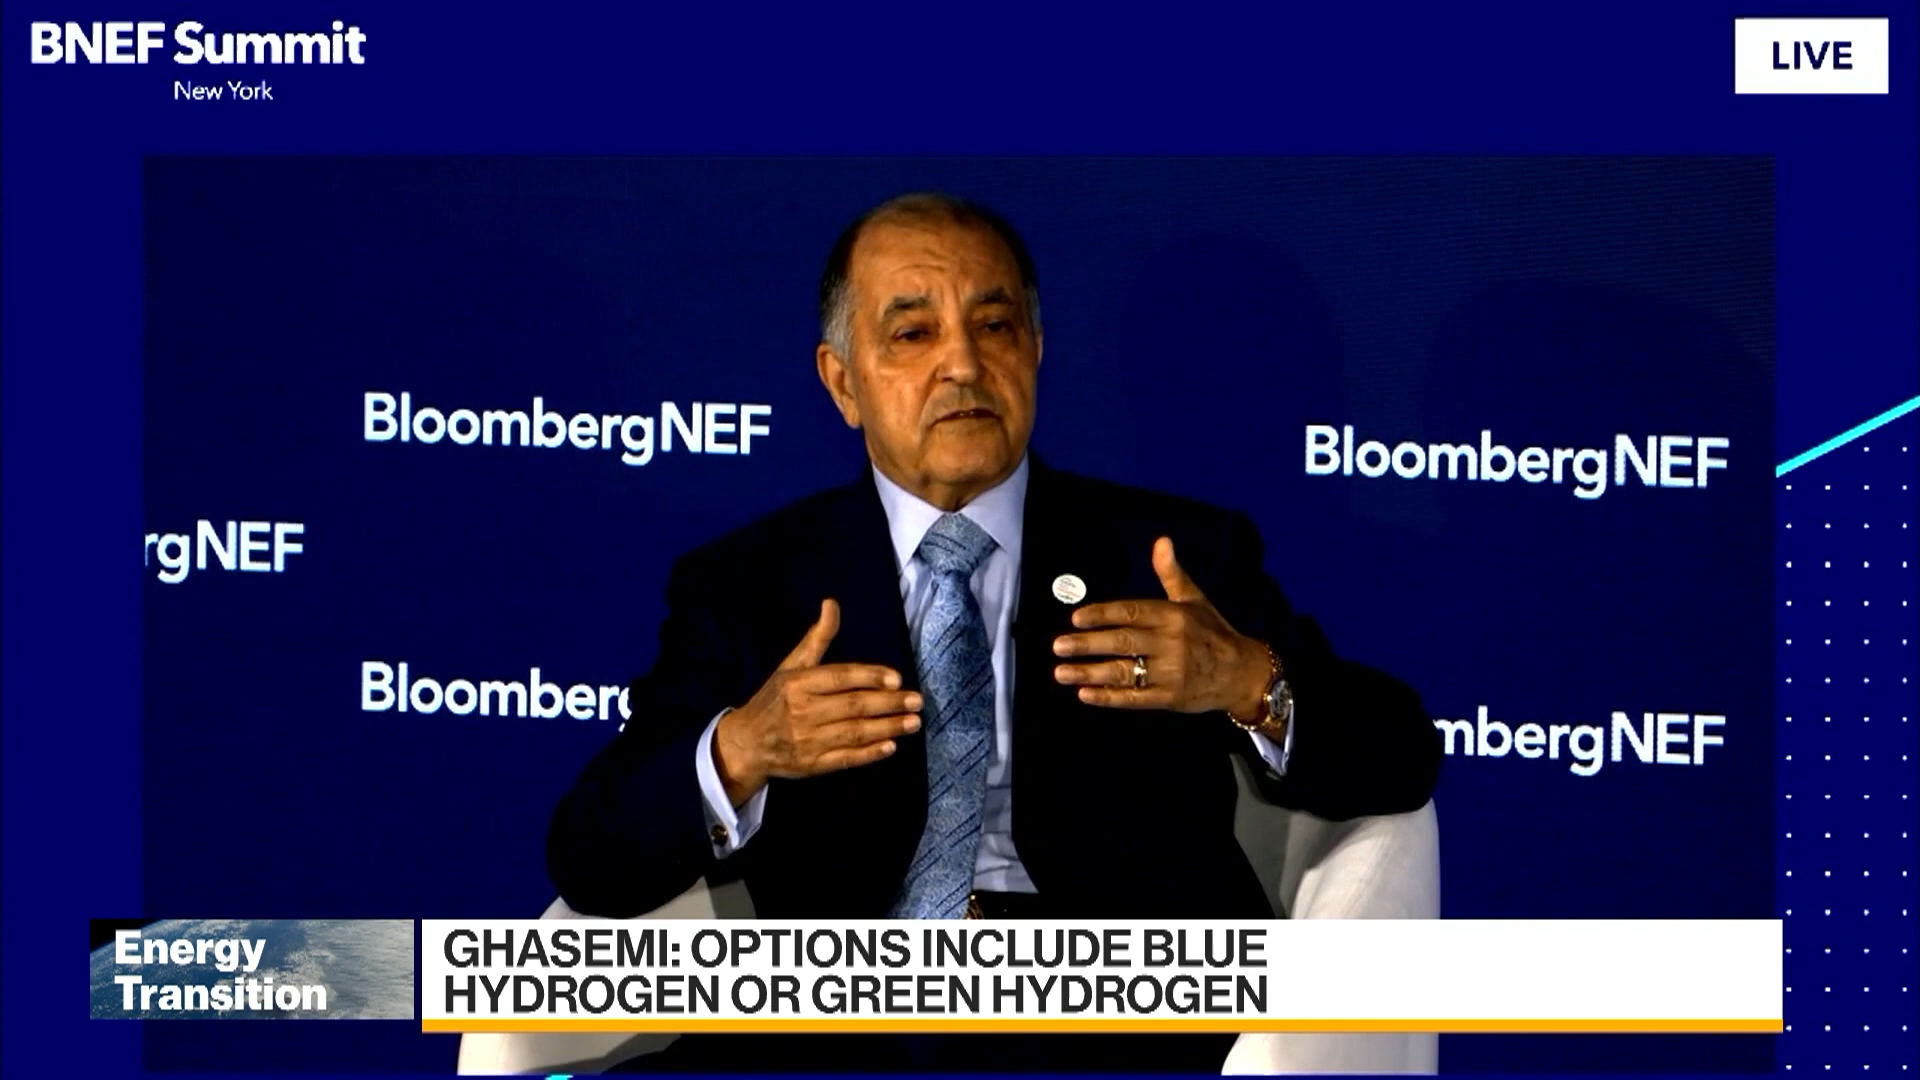 BNEF Summit
New York
LIVE
BloombergNEF
BloombergNEF
rgNEF
Bloomberg
mbergNEF
Energy
Transition
GHASEMI: OPTIONS INCLUDE BLUE
HYDROGEN OR GREEN HYDROGEN